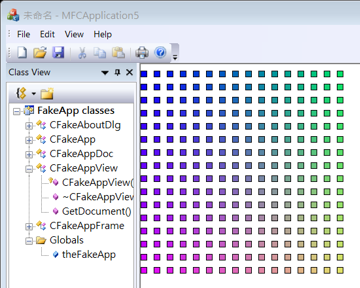 未命名 - MFCApplication5
File Edit View Help
Class View
FakeApp classes
CFakeAboutDlg
CFakeApp
CFakeAppDoc
CFakeAppView
CFakeAppView(
~CFakeAppView
GetDocument()
CFakeAppFrame
Globals
theFakeApp